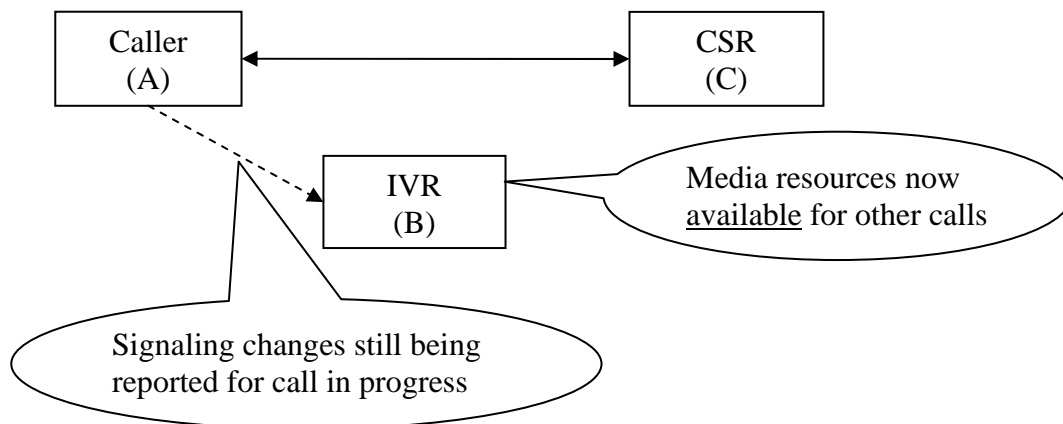 Caller
(A)
CSR
(C)
IVR
(B)
Media resources now
available for other calls
Signaling changes still being
reported for call in progress